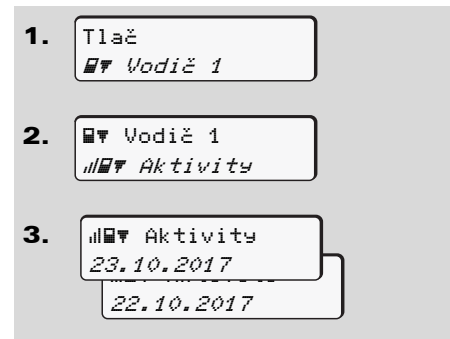 1. Tlač
Vodič 1
2. Vodič 1
Aktivity
3. Aktivity
23.10.2017
22.10.2017